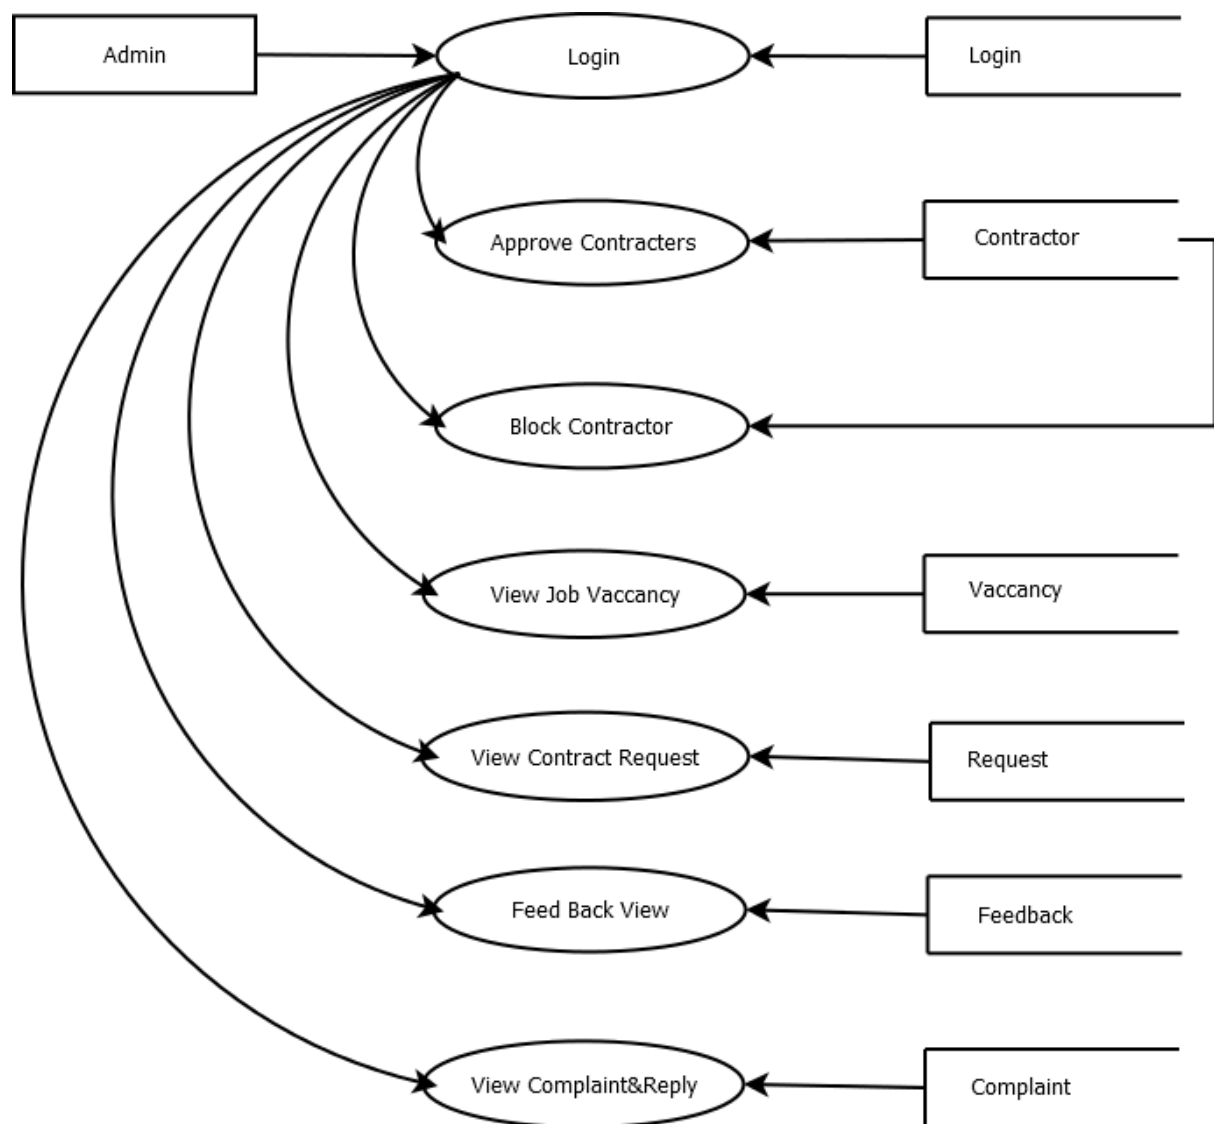 Admin
Login
Login
Approve Contracters
Contractor
Block Contractor
View Job Vaccancy
Vaccancy
View Contract Request
Request
Feed Back View
Feedback
View Complaint&Reply
Complaint